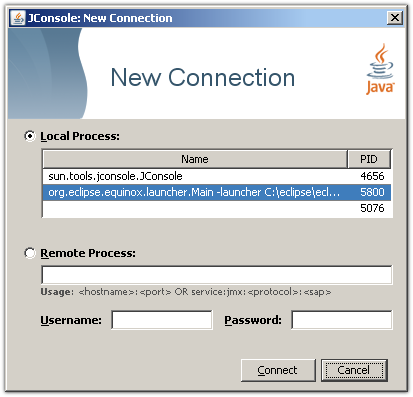 JConsole: New Connection
New Connection
Java
Local Process:
Name PID
sun.tools.jconsole.JConsole 4656
org.eclipse.equinox.launcher.Main -launcher C:\eclipse\ecl... 5800
5076
Remote Process:
Usage: <hostname>:<port> OR service:jmx:<protocol>:<sap>
Username: Password:
Connect Cancel